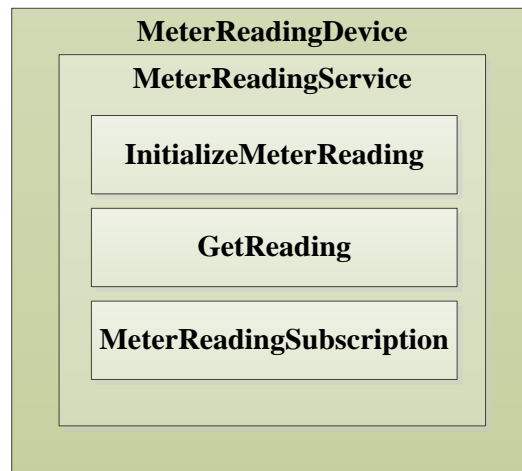 MeterReadingDevice
MeterReadingService
InitializeMeterReading
GetReading
MeterReadingSubscription